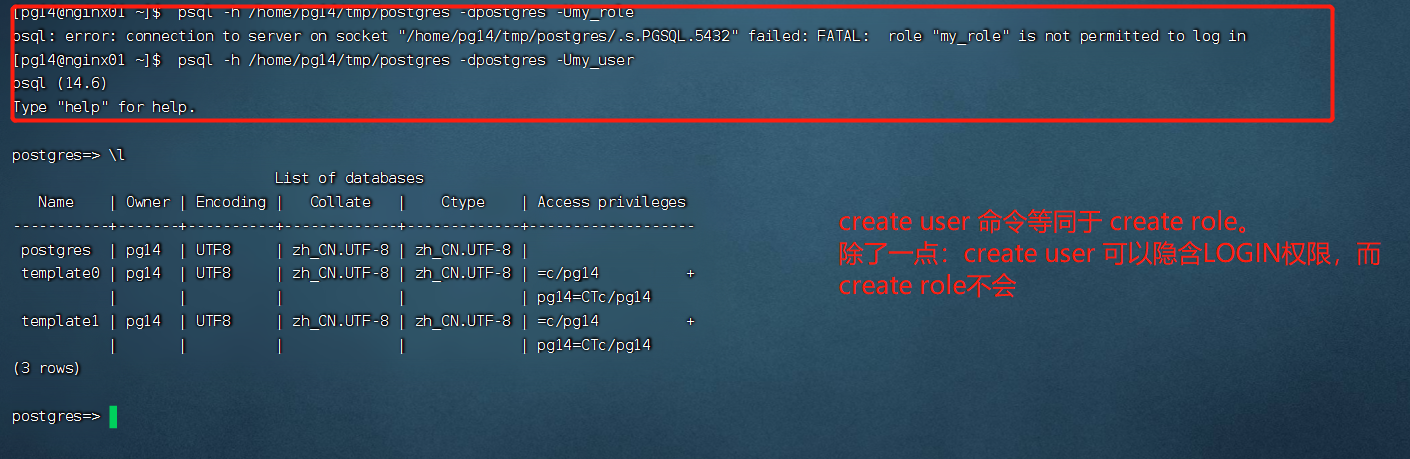 [pg14@nginx01 ~]$  psql -h /home/pg14/tmp/postgres -dpostgres -Umy_role
psql: error: connection to server on socket "/home/pg14/tmp/postgres/.s.PGSQL.5432" failed: FATAL:  role "my_role" is not permitted to log in
[pg14@nginx01 ~]$  psql -h /home/pg14/tmp/postgres -dpostgres -Umy_user
psql (14.6)
Type "help" for help.
postgres=> \l
                                List of databases
   Name    | Owner | Encoding |   Collate   |    Ctype    | Access privileges
-----------+-------+----------+-------------+-------------+-------------------
 postgres  | pg14  | UTF8     | zh_CN.UTF-8 | zh_CN.UTF-8 |
 template0 | pg14  | UTF8     | zh_CN.UTF-8 | zh_CN.UTF-8 | =c/pg14          +
           |       |          |             |             | pg14=CTc/pg14
 template1 | pg14  | UTF8     | zh_CN.UTF-8 | zh_CN.UTF-8 | =c/pg14          +
           |       |          |             |             | pg14=CTc/pg14
(3 rows)
postgres=>
create user 命令等同于 create role。
除了一点：create user 可以隐含LOGIN权限，而
create role不会